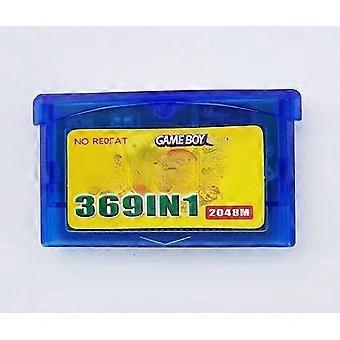 NO REPEAT
GAME BOY
369IN1
2048M